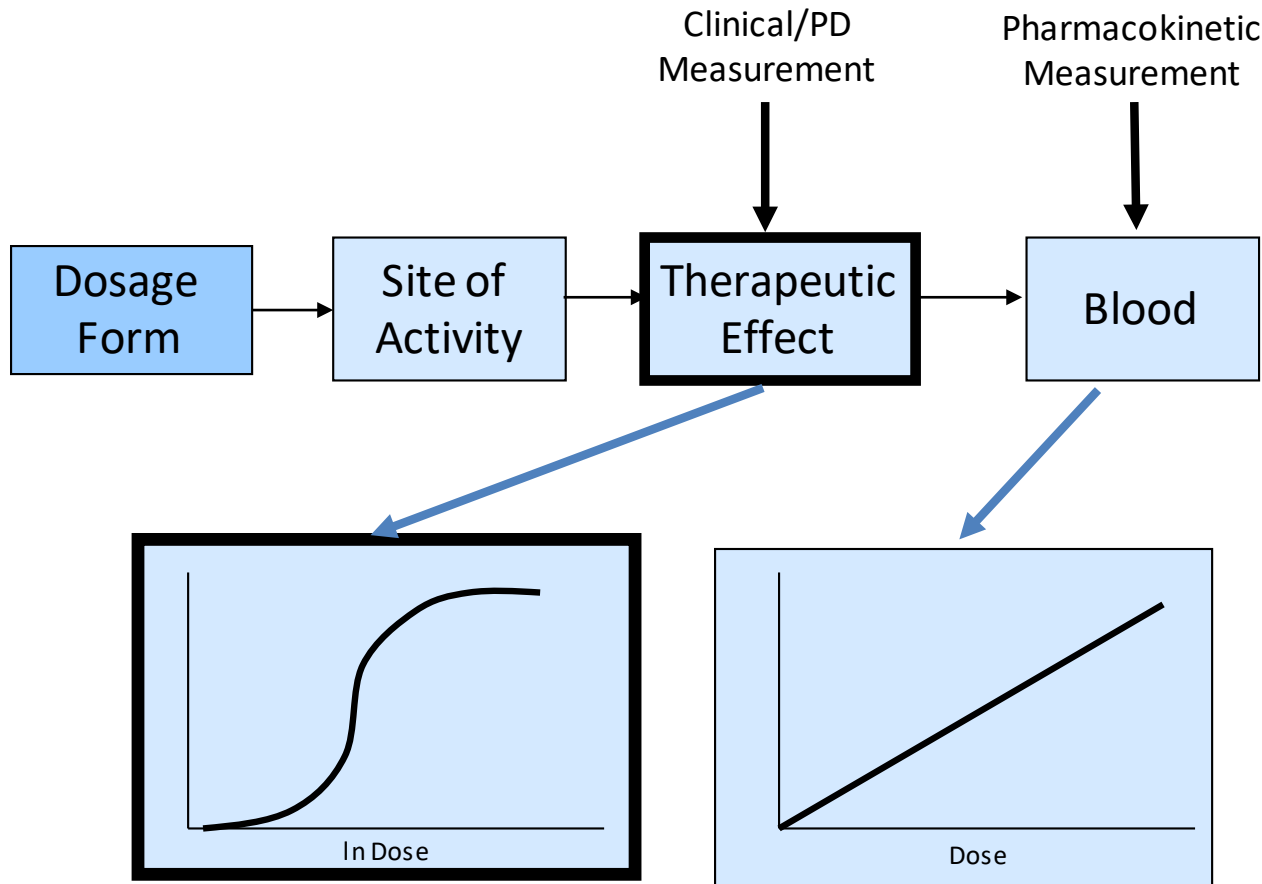 Clinical/PD
Measurement
Pharmacokinetic
Measurement
Dosage
Form
Site of
Activity
Therapeutic
Effect
Blood
ln Dose
Dose